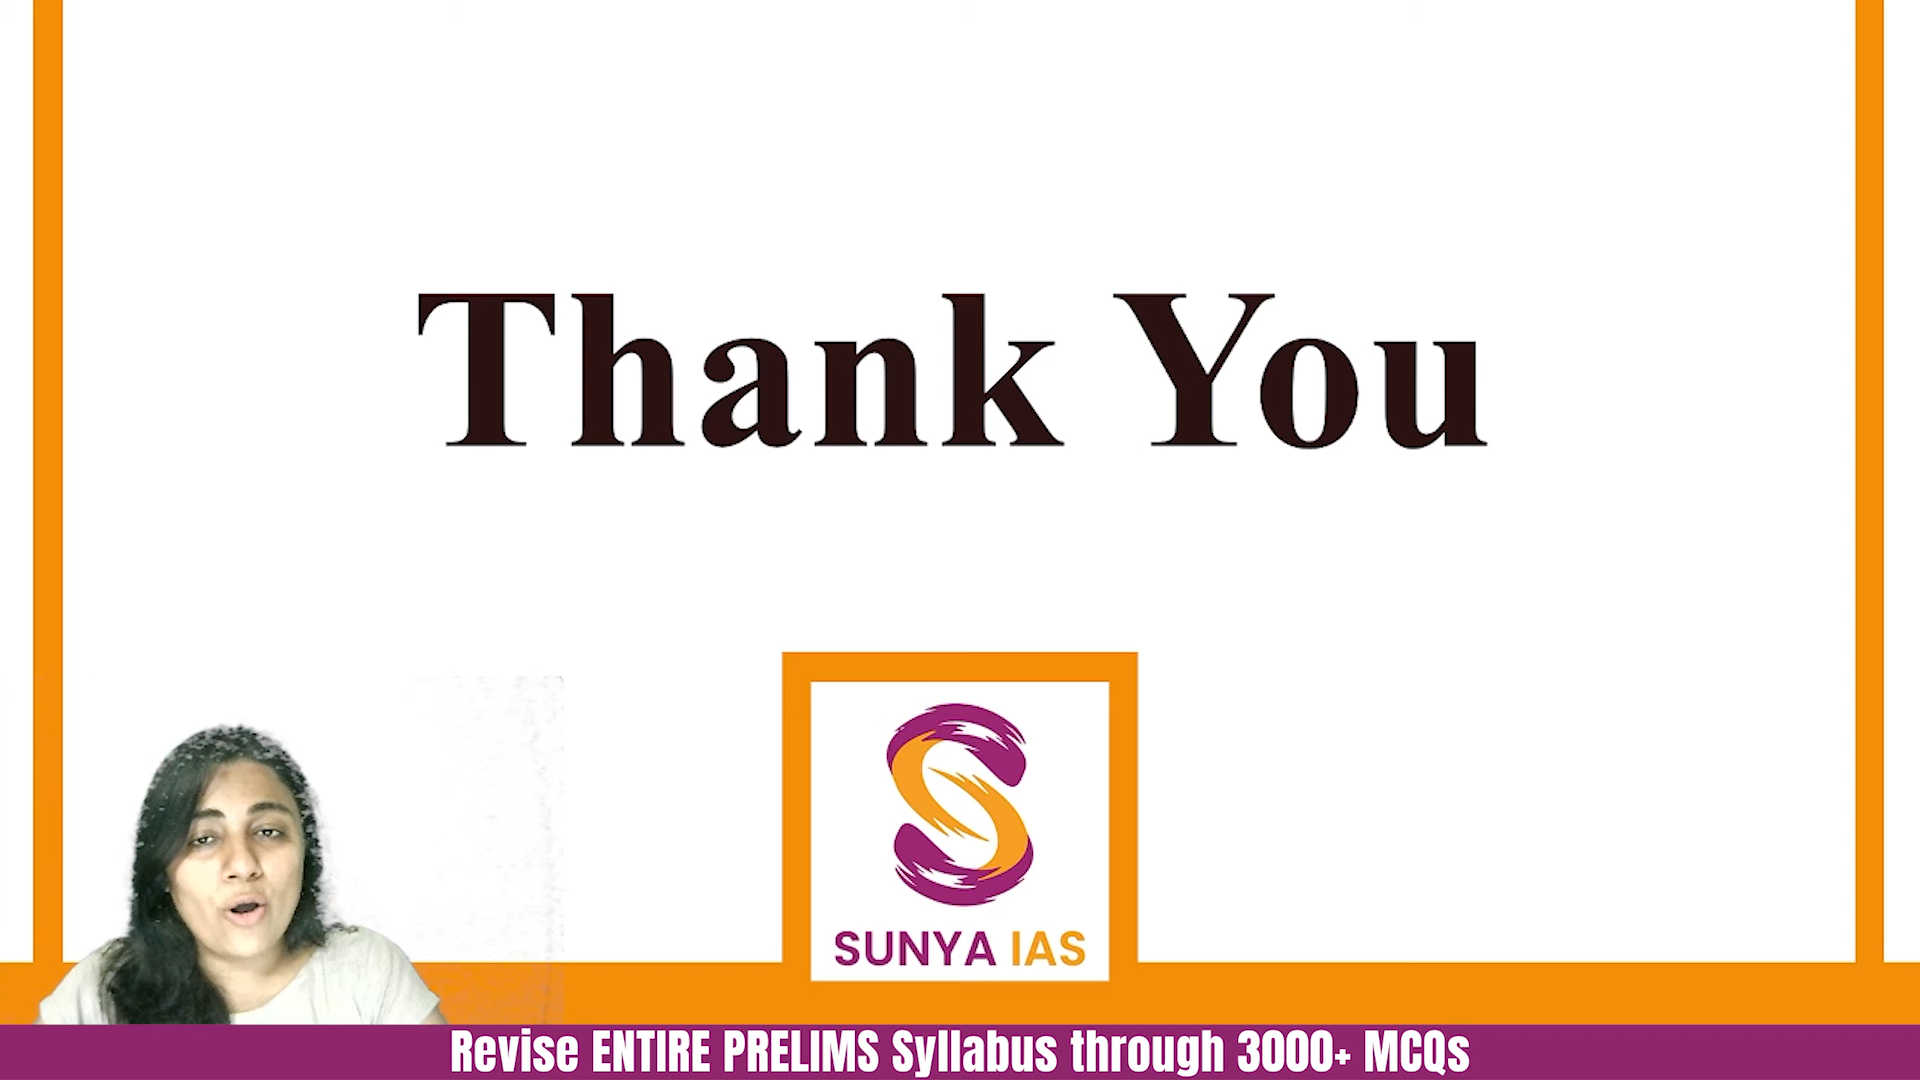 Thank You
SUNYA IAS
Revise ENTIRE PRELIMS Syllabus through 3000+ MCQs